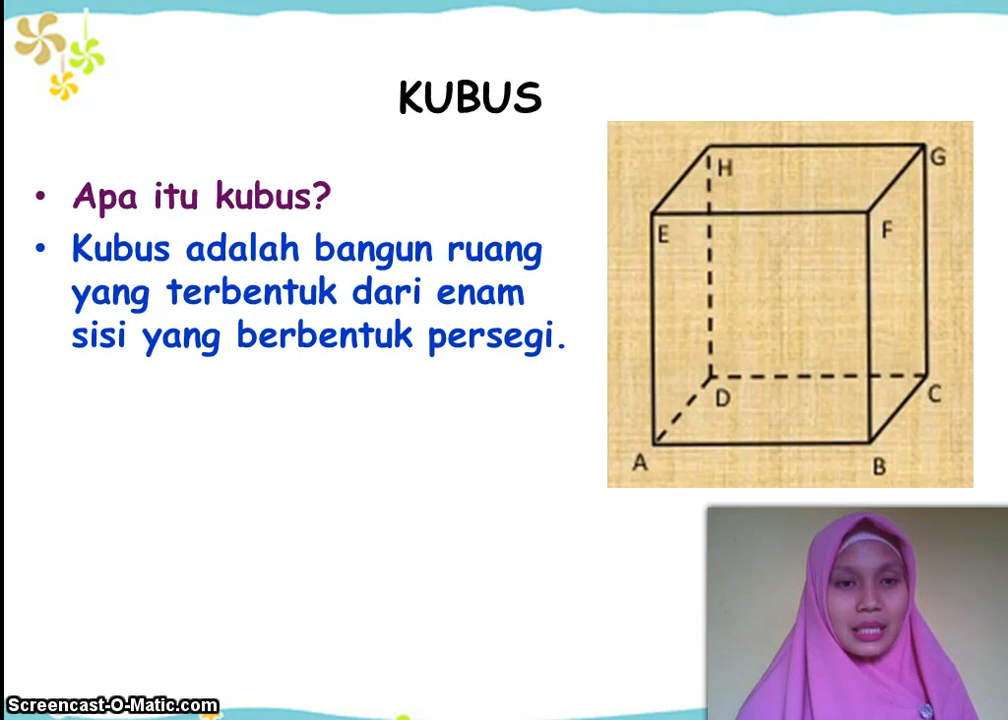 KUBUS
• Apa itu kubus?
• Kubus adalah bangun ruang
yang terbentuk dari enam
sisi yang berbentuk persegi.
H
G
E
F
D
C
A
B
Screencast-O-Matic.com